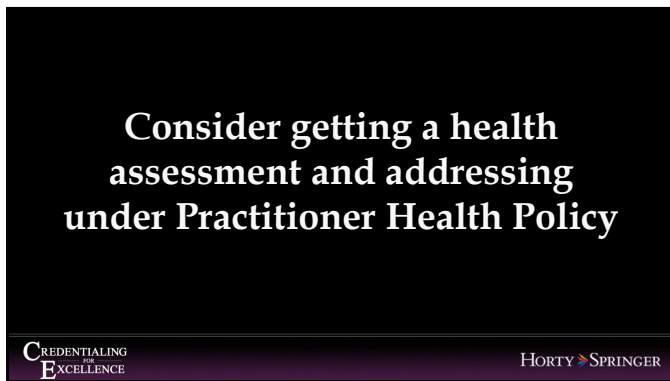 Consider getting a health
assessment and addressing
under Practitioner Health Policy
CREDENTIALING
FOR
EXCELLENCE
HORTY SPRINGER